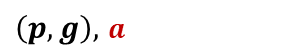 (p, g), a